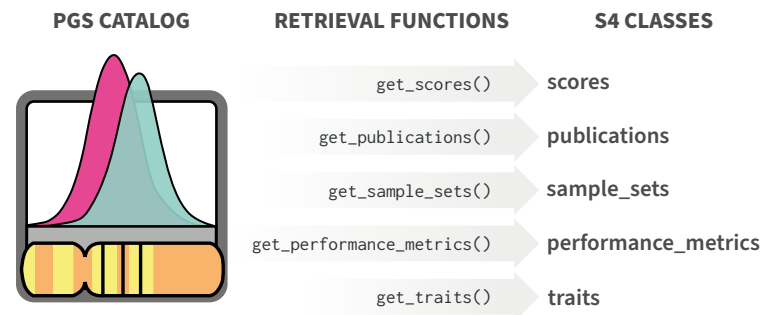 PGS CATALOG RETRIEVAL FUNCTIONS S4 CLASSES
get_scores() scores
get_publications() publications
get_sample_sets() sample_sets
get_performance_metrics() performance_metrics
get_traits() traits